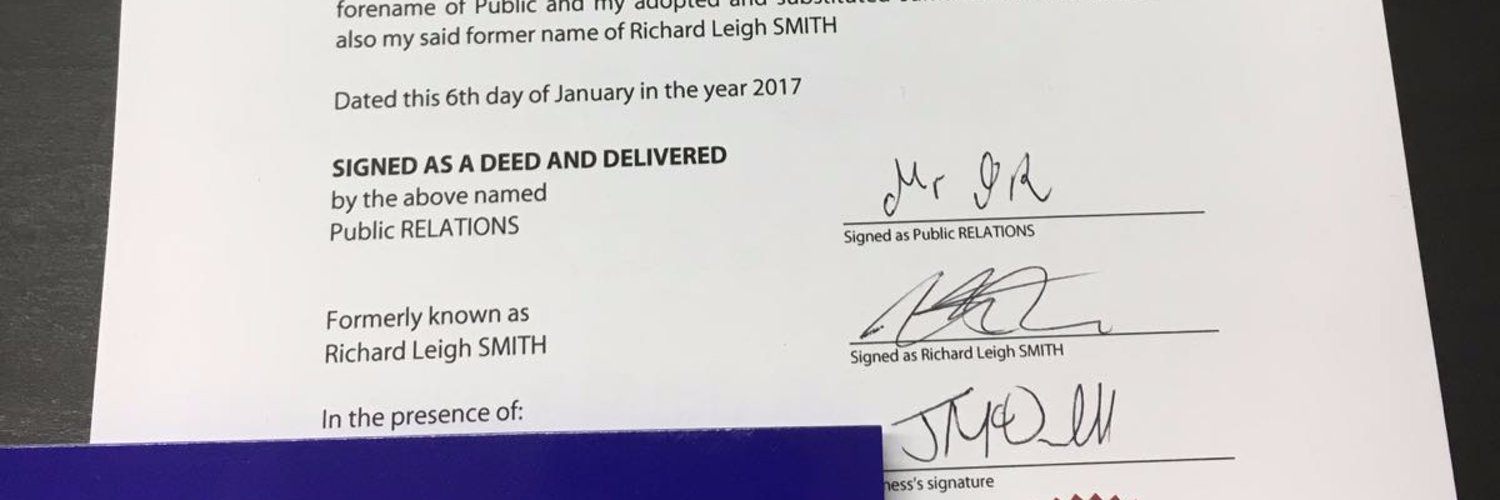 forename of Public and my adopted and substituted
also my said former name of Richard Leigh SMITH
Dated this 6th day of January in the year 2017
SIGNED AS A DEED AND DELIVERED
by the above named
Public RELATIONS
Mr PR
Signed as Public RELATIONS
Formerly known as
Richard Leigh SMITH
Signed as Richard Leigh SMITH
In the presence of:
ness's signature